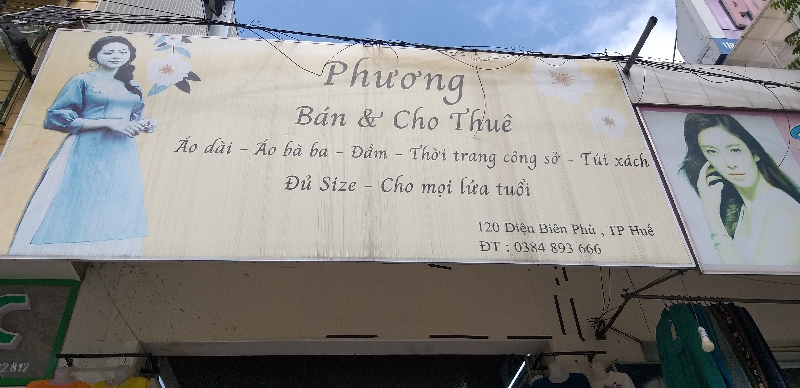 Phương
Bán & Cho Thuê
Áo dài - Áo bà ba - Đầm - Thời trang công sở - Túi xách
Đủ Size - Cho mọi lứa tuổi
120 Điện Biên Phủ , TP Huế
ĐT : 0384 893 666